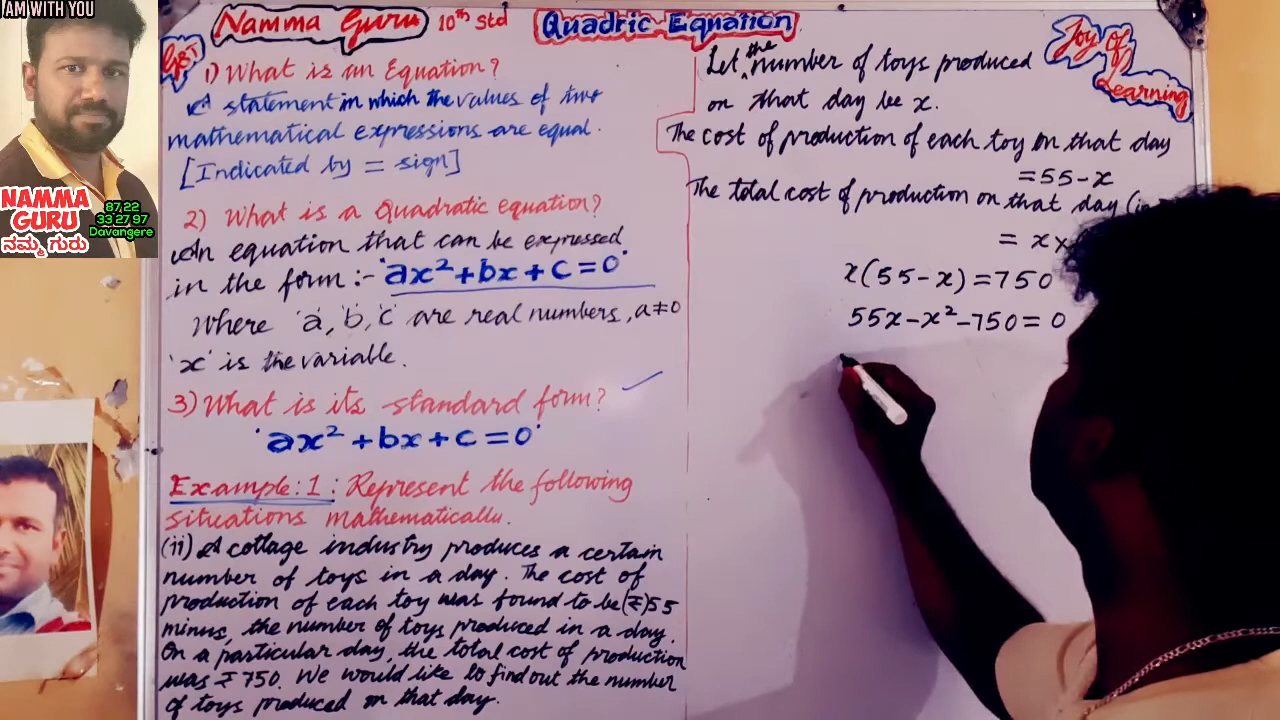 I AM WITH YOU
NAMMA
GURU
ನಮ್ಮ ಗುರು
87,22
33 27 97
Davangere
Namma Guru 10th Std Quadric Equation
GBT
Joy Of
Learning
1) What is an Equation?
A statement in which the values of two
mathematical expressions are equal.
[Indicated by = sign]
2) What is a Quadratic equation?
An equation that can be expressed
in the form:- 'ax²+bx+c=0'
Where 'a, b, c' are real numbers, a≠0
'x' is the variable.
3) What is its standard form?
'ax²+bx+c=0'
Example: 1: Represent the following
situations mathematically.
(ii) A cottage industry produces a certain
number of toys in a day. The cost of
production of each toy was found to be (₹)55
minus, the number of toys produced in a day.
On a particular day, the total cost of production
was ₹ 750. We would like to find out the number
of toys produced on that day.
Let the number of toys produced
on that day be x.
The cost of production of each toy on that day
=55-x
The total cost of production on that day (in
= x×
x(55-x)=750
55x-x²-750=0